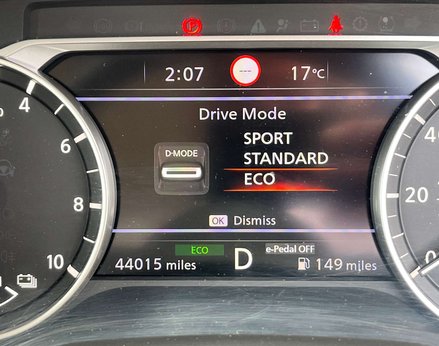 2:07 17°C
Drive Mode
D-MODE
SPORT
STANDARD
ECO
OK Dismiss
ECO D e-Pedal OFF
44015 miles 149 miles
4
6
8
10
40
20
0